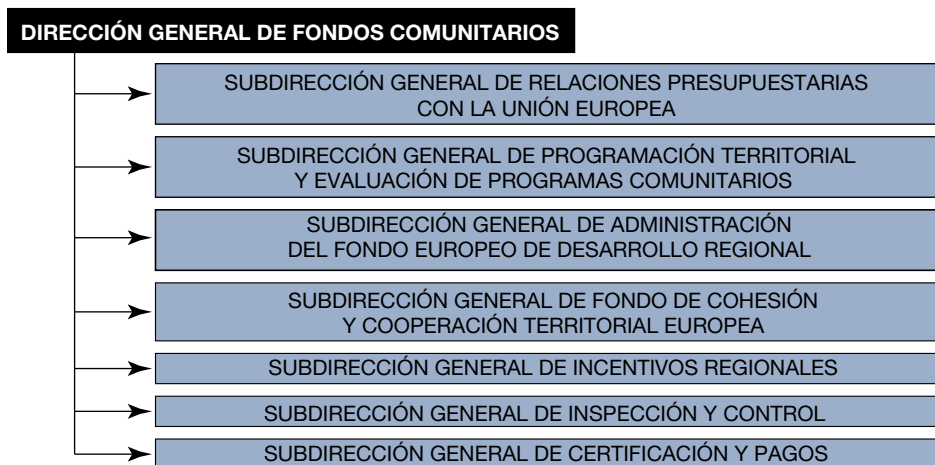 DIRECCIÓN GENERAL DE FONDOS COMUNITARIOS
SUBDIRECCIÓN GENERAL DE RELACIONES PRESUPUESTARIAS
CON LA UNIÓN EUROPEA
SUBDIRECCIÓN GENERAL DE PROGRAMACIÓN TERRITORIAL
Y EVALUACIÓN DE PROGRAMAS COMUNITARIOS
SUBDIRECCIÓN GENERAL DE ADMINISTRACIÓN
DEL FONDO EUROPEO DE DESARROLLO REGIONAL
SUBDIRECCIÓN GENERAL DE FONDO DE COHESIÓN
Y COOPERACIÓN TERRITORIAL EUROPEA
SUBDIRECCIÓN GENERAL DE INCENTIVOS REGIONALES
SUBDIRECCIÓN GENERAL DE INSPECCIÓN Y CONTROL
SUBDIRECCIÓN GENERAL DE CERTIFICACIÓN Y PAGOS